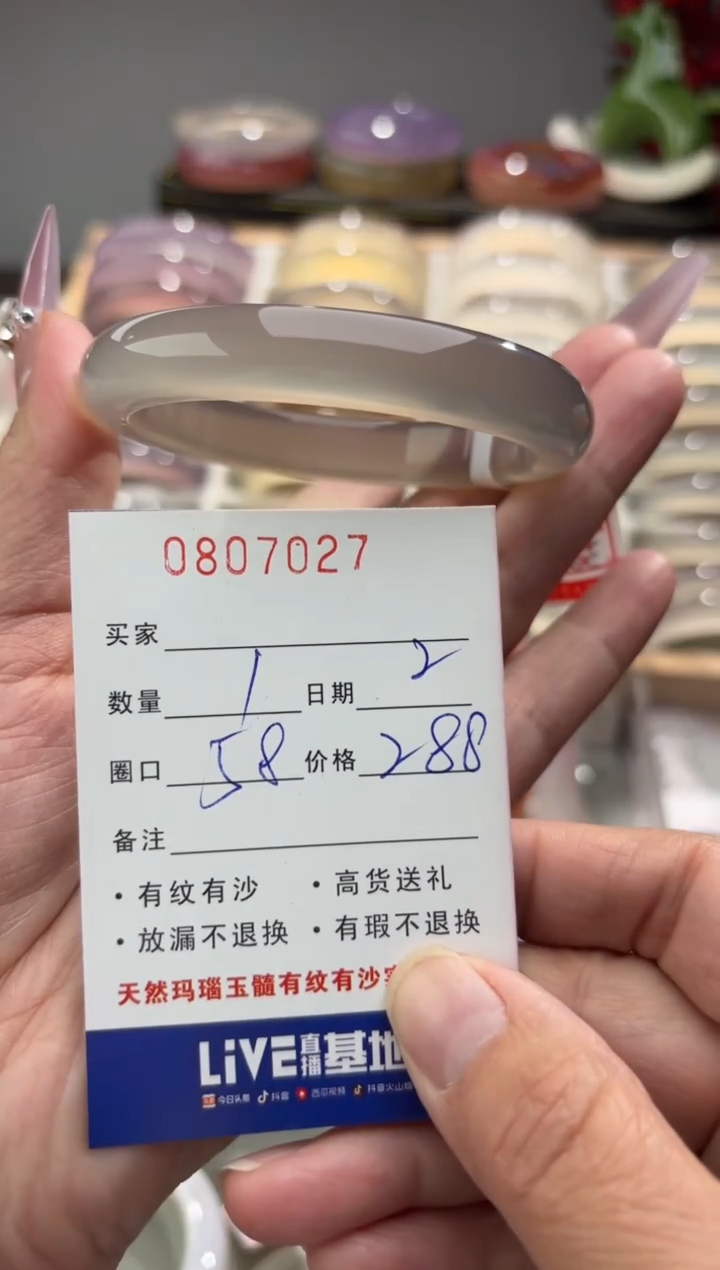 0807027
买家
数量 1 日期 2
圈口 58 价格 288
备注
· 有纹有沙 · 高货送礼
· 放漏不退换 · 有瑕不退换
天然玛瑙玉髓有纹有沙
LiVE直播基地
今日头条 抖音 西瓜视频 抖音火山版